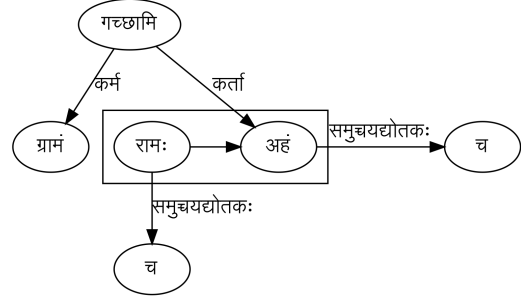 गच्छामि
कर्म कर्ता
ग्रामं रामः अहं समुच्चयद्योतकः च
समुच्चयद्योतकः
च